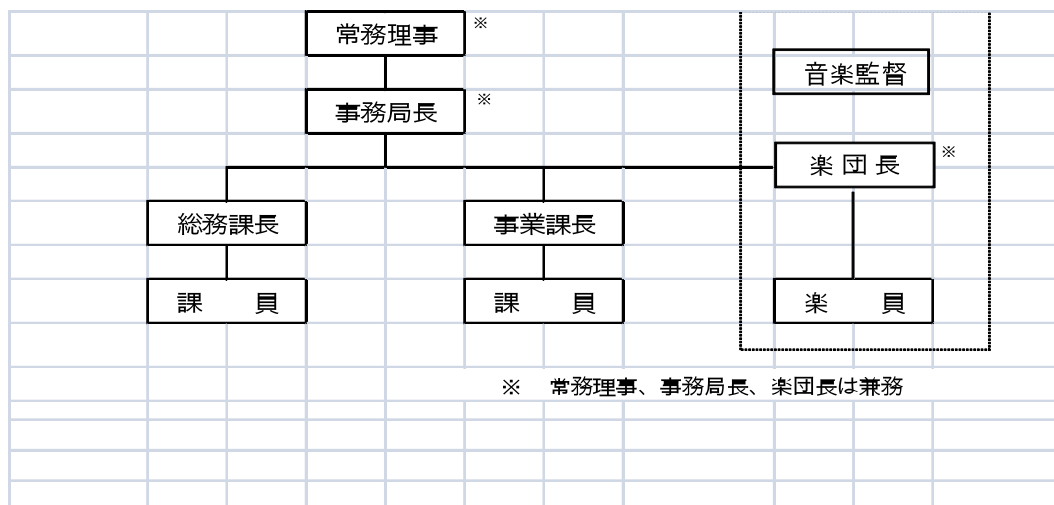 常務理事 ※
音楽監督
事務局長 ※
楽団長 ※
総務課長
事業課長
課　員
課　員
楽　員
※　常務理事、事務局長、楽団長は兼務